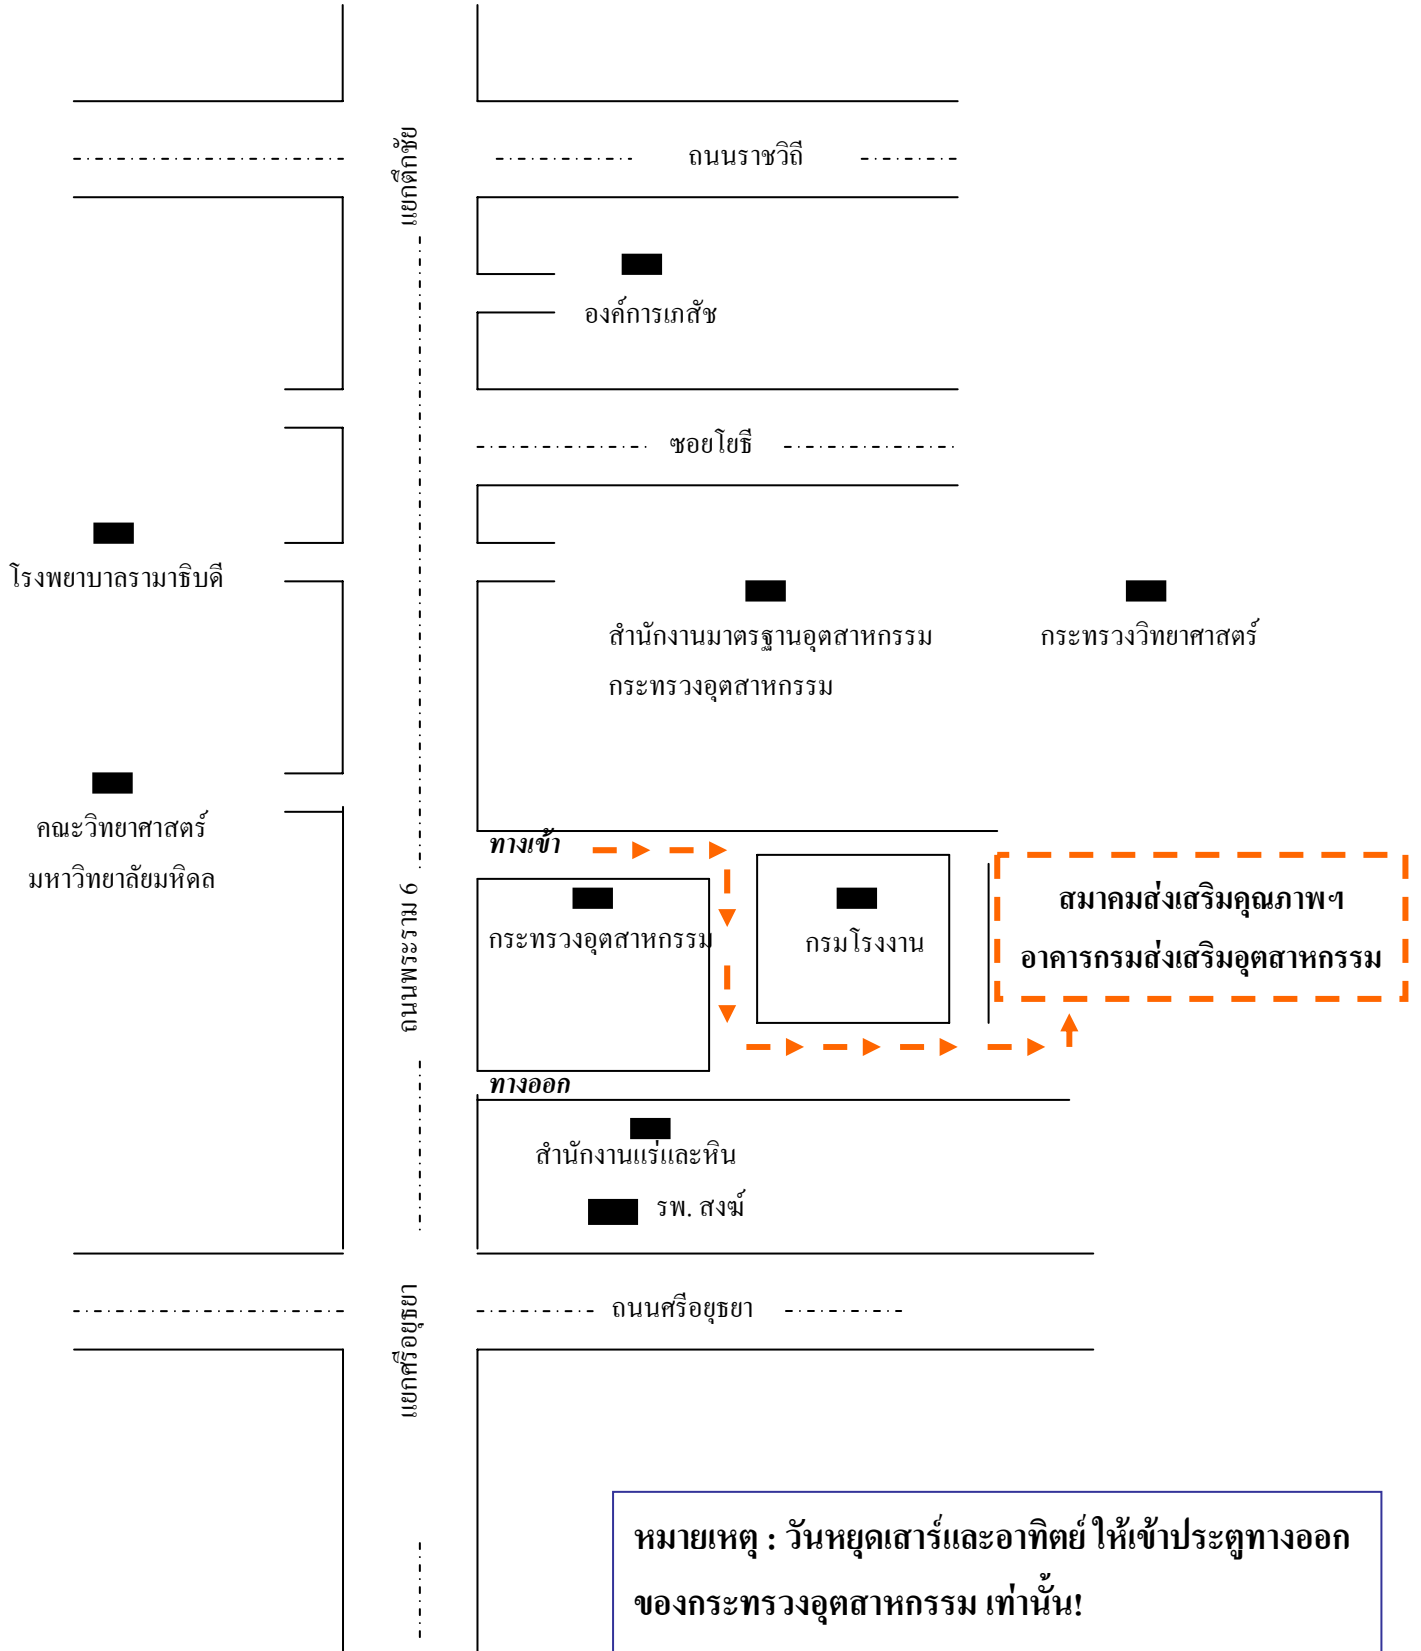 แยกตึกชัย
ถนนราชวิถี
องค์การเภสัช
ซอยโยธี
โรงพยาบาลรามาธิบดี
สำนักงานมาตรฐานอุตสาหกรรม
กระทรวงอุตสาหกรรม
กระทรวงวิทยาศาสตร์
คณะวิทยาศาสตร์
มหาวิทยาลัยมหิดล
ทางเข้า
ถนนพระราม 6
กระทรวงอุตสาหกรรม
กรมโรงงาน
สมาคมส่งเสริมคุณภาพฯ
อาคารกรมส่งเสริมอุตสาหกรรม
ทางออก
สำนักงานแร่และหิน
รพ. สงฆ์
ถนนศรีอยุธยา
แยกศรีอยุธยา
หมายเหตุ : วันหยุดเสาร์และอาทิตย์ ให้เข้าประตูทางออก
ของกระทรวงอุตสาหกรรม เท่านั้น!